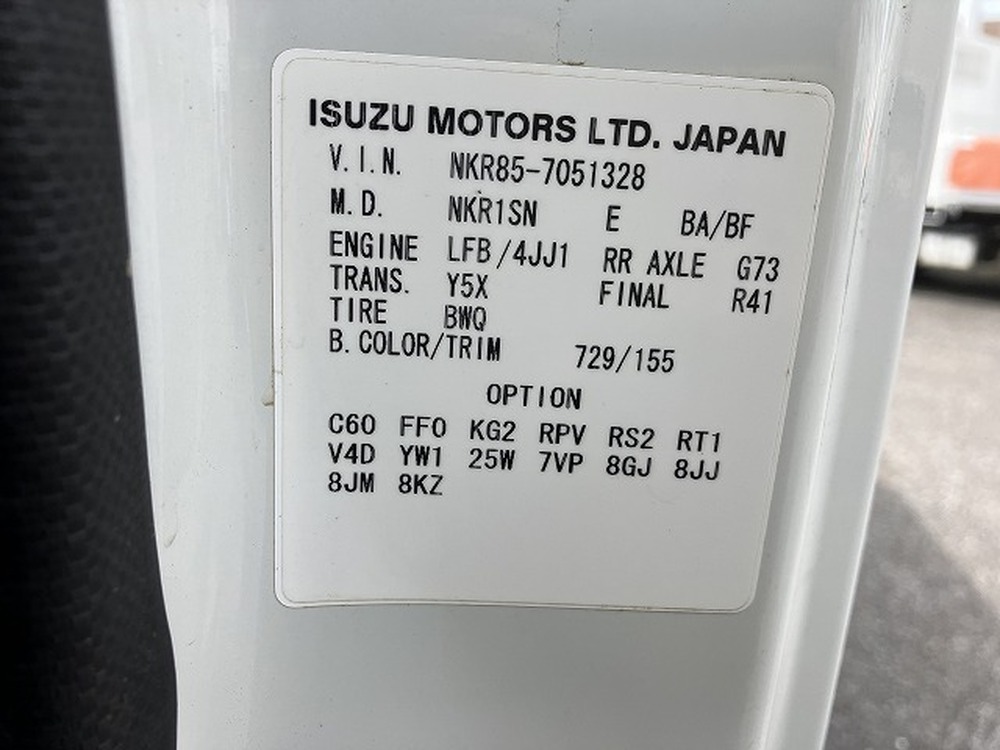 ISUZU MOTORS LTD. JAPAN
V.I.N. NKR85-7051328
M.D. NKR1SN E BA/BF
ENGINE LFB/4JJ1 RR AXLE G73
TRANS. Y5X FINAL R41
TIRE BWQ
B.COLOR/TRIM 729/155
OPTION
C60 FF0 KG2 RPV RS2 RT1
V4D YW1 25W 7VP 8GJ 8JJ
8JM 8KZ